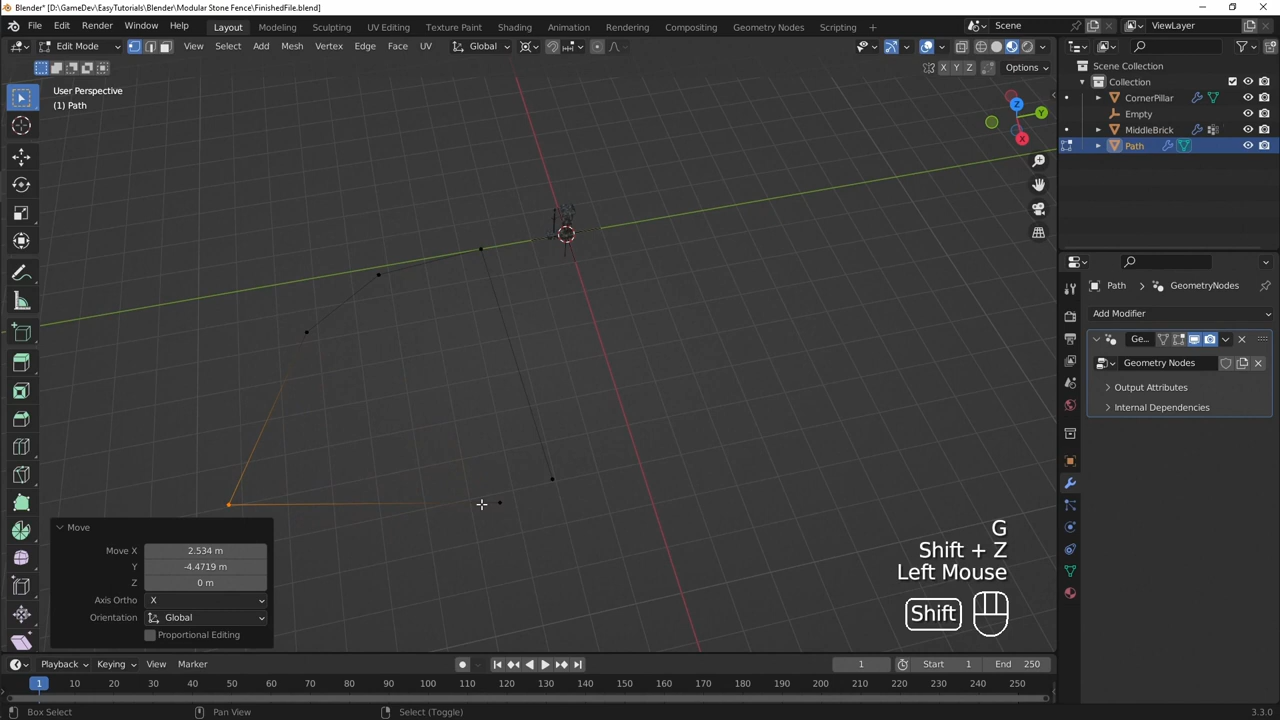 Blender* [D:\GameDev\EasyTutorials\Blender\Modular Stone Fence\FinishedFile.blend]
File Edit Render Window Help Layout Modeling Sculpting UV Editing Texture Paint Shading Animation Rendering Compositing Geometry Nodes Scripting + Scene ViewLayer
Edit Mode View Select Add Mesh Vertex Edge Face UV Global
X Y Z Options
User Perspective
(1) Path
Z
Y
X
Scene Collection
Collection
CornerPillar
Empty
MiddleBrick
Path
Path GeometryNodes
Add Modifier
Ge...
Geometry Nodes
Output Attributes
Internal Dependencies
Move
Move X 2.534 m
Y -4.4719 m
Z 0 m
Axis Ortho X
Orientation Global
Proportional Editing
G
Shift + Z
Left Mouse
Shift
Playback Keying View Marker 1 Start 1 End 250
1 10 20 30 40 50 60 70 80 90 100 110 120 130 140 150 160 170 180 190 200 210 220 230 240 250
Box Select Pan View Select (Toggle) 3.3.0